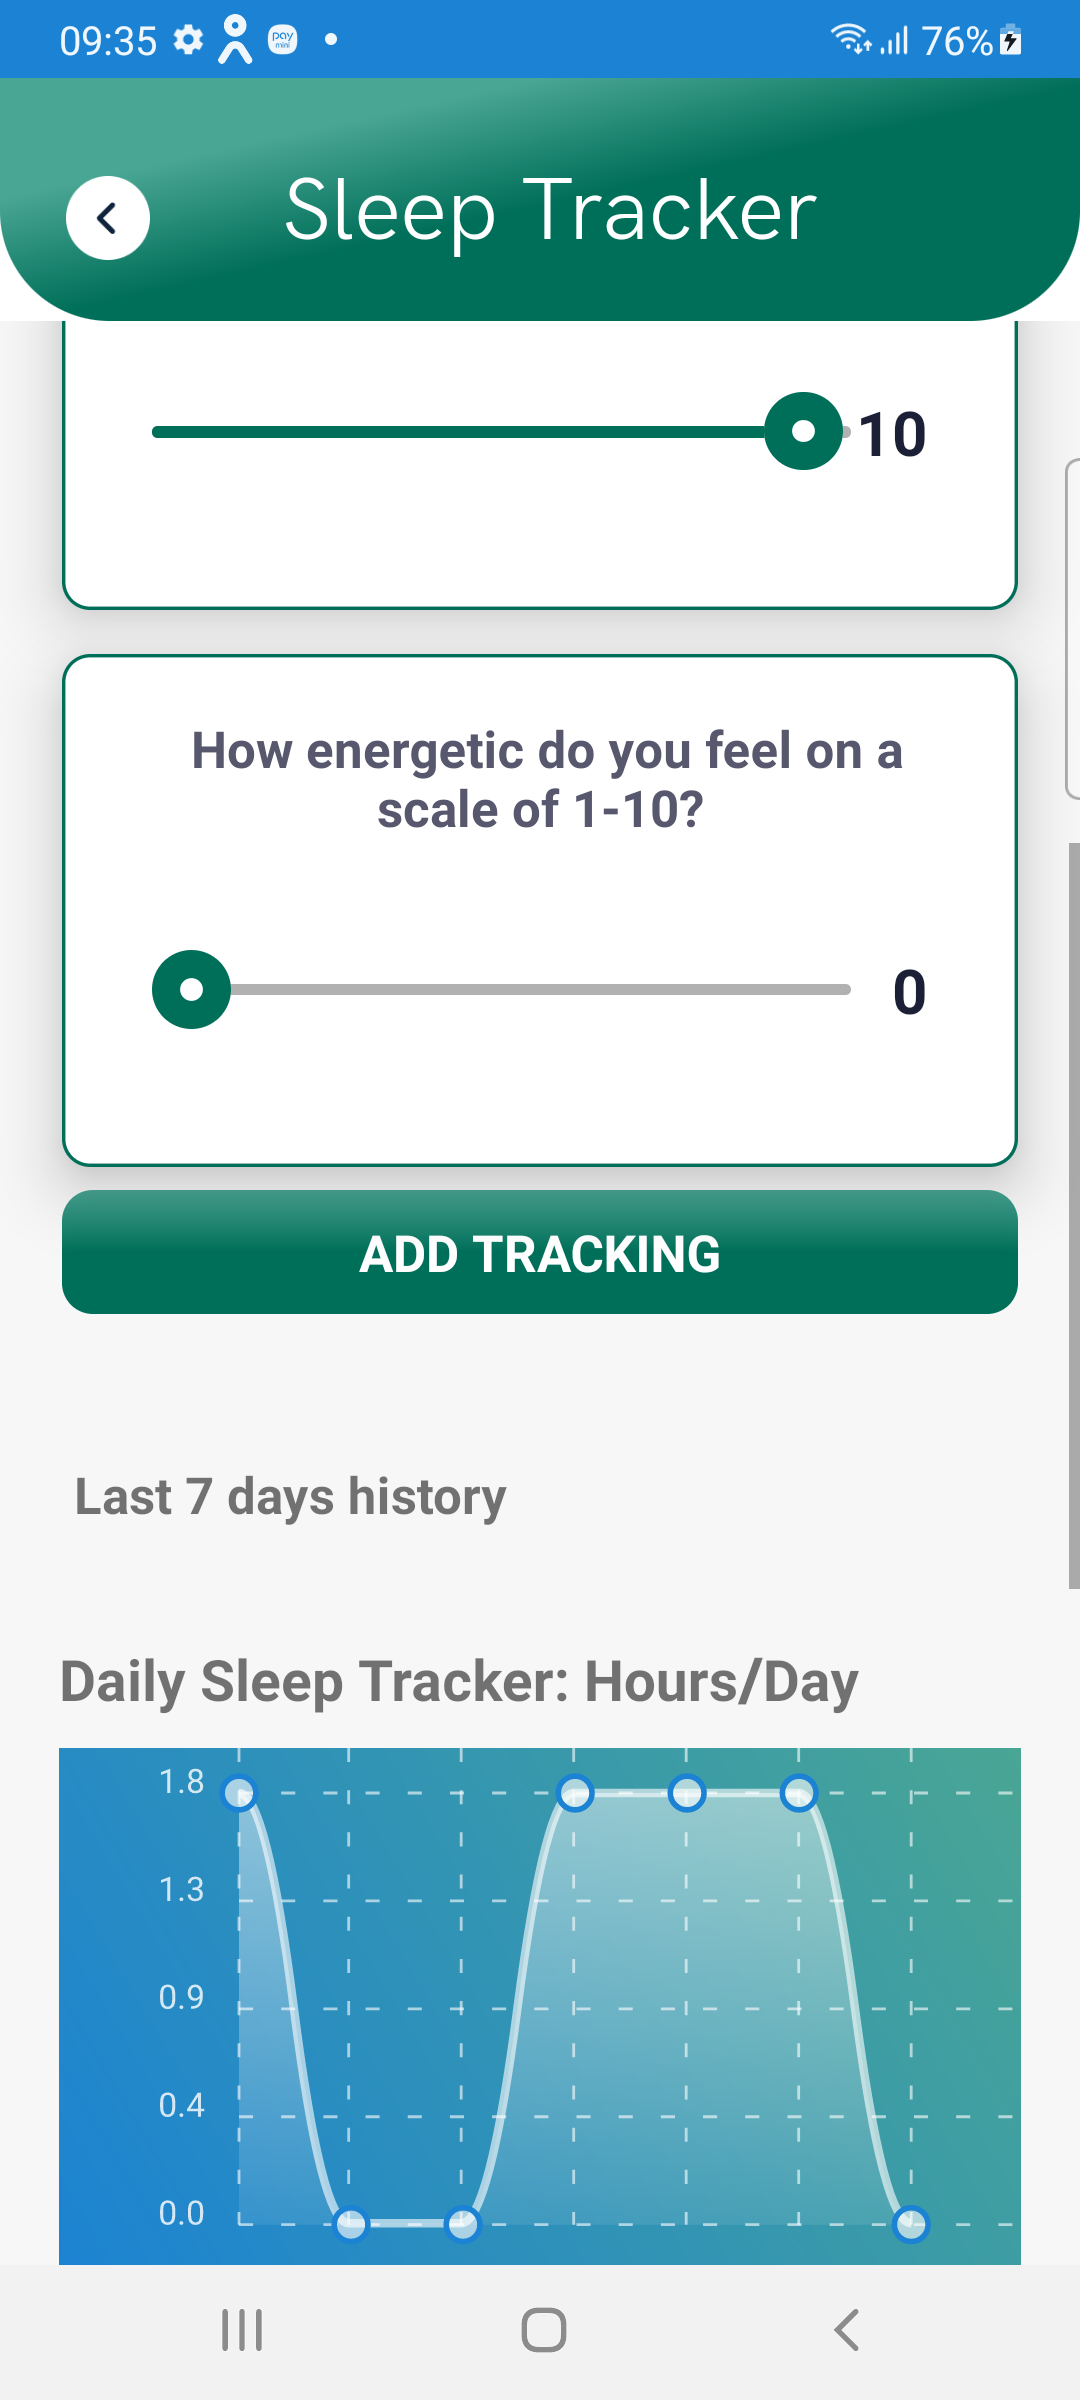 09:35
pay
mini
76%
Sleep Tracker
10
How energetic do you feel on a
scale of 1-10?
0
ADD TRACKING
Last 7 days history
Daily Sleep Tracker: Hours/Day
1.8
1.3
0.9
0.4
0.0